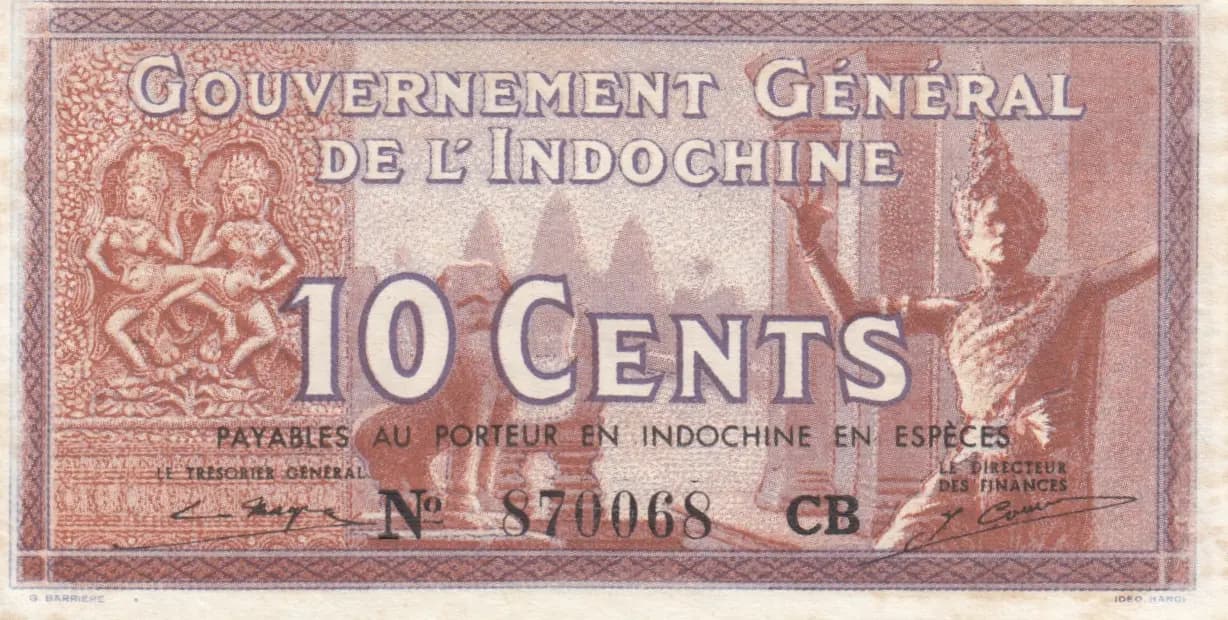 GOUVERNEMENT GÉNÉRAL
DE L'INDOCHINE
10 CENTS
PAYABLES AU PORTEUR EN INDOCHINE EN ESPÈCES
LE TRÉSORIER GÉNÉRAL
LE DIRECTEUR
DES FINANCES
Nº 870068 CB
G. BARRIÈRE
IDEO. HANOI